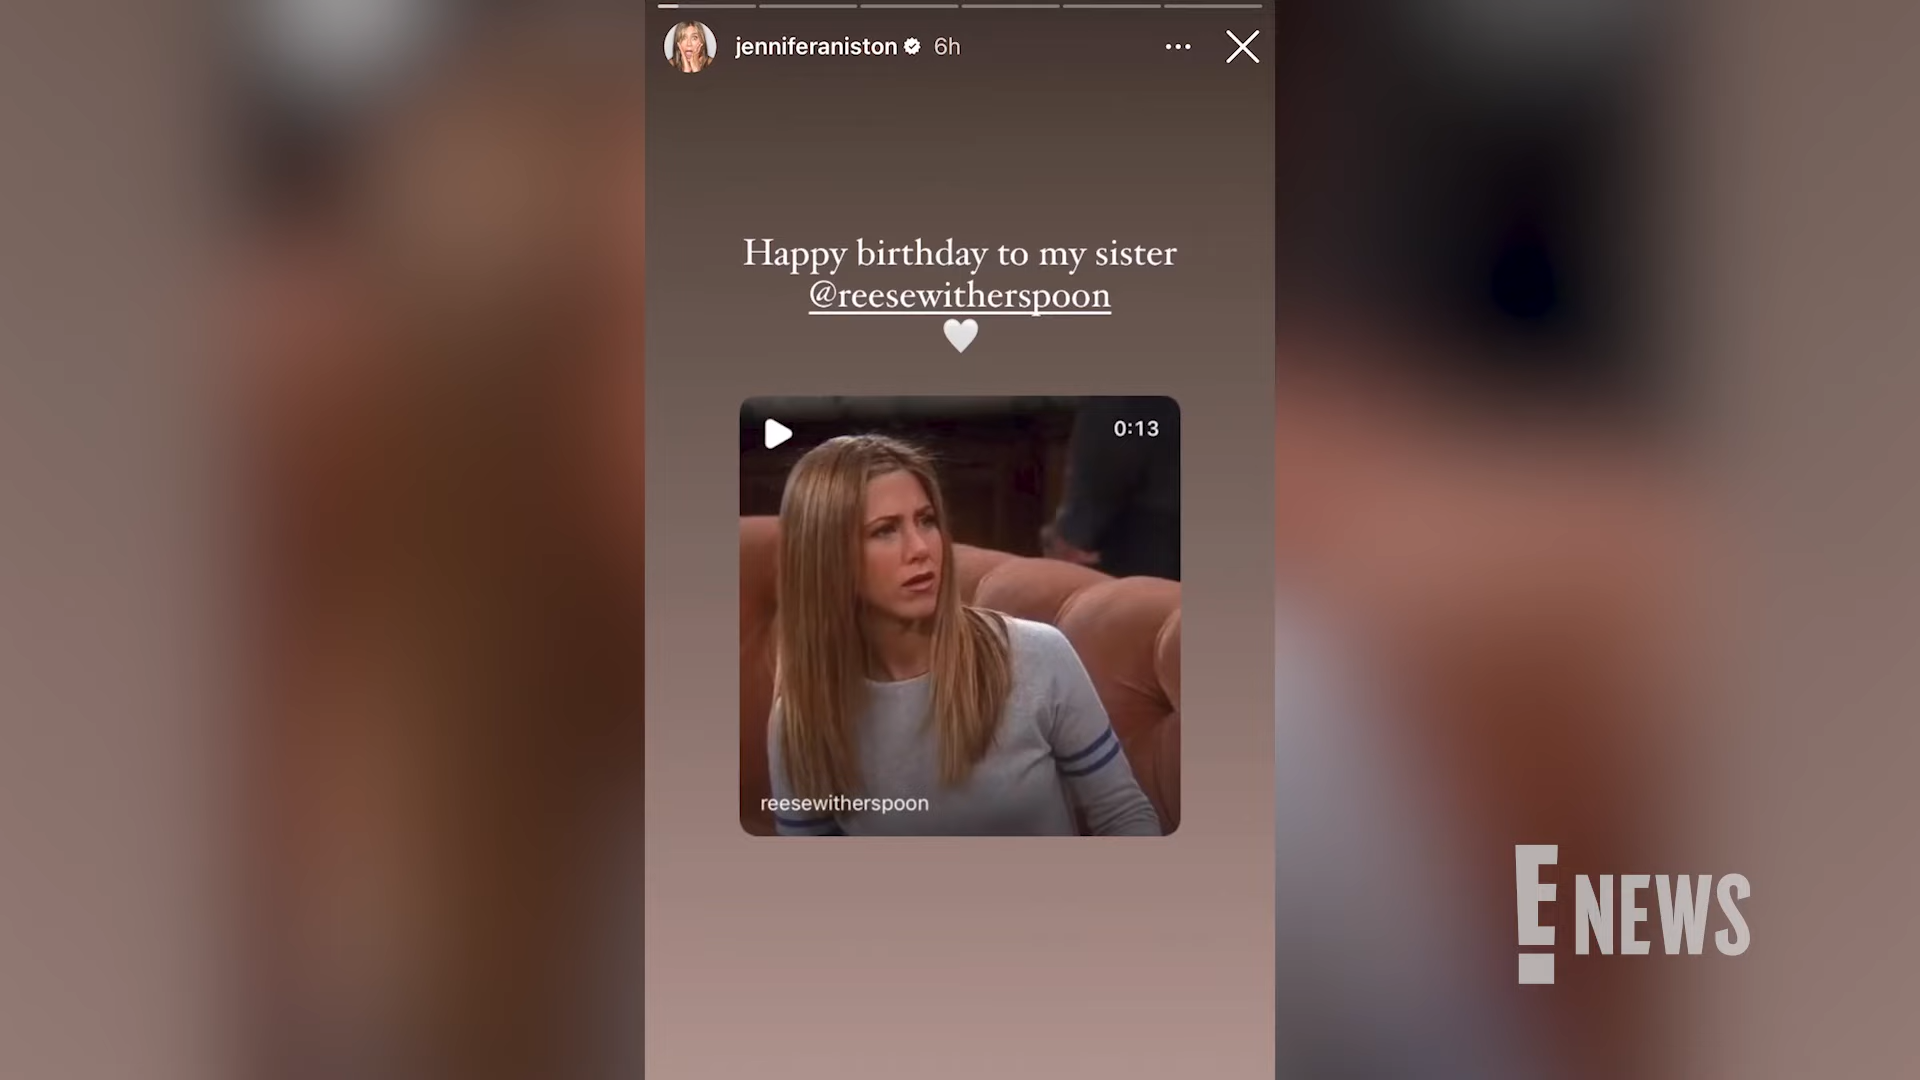 jenniferaniston 6h
Happy birthday to my sister
@reesewitherspoon
0:13
reesewitherspoon
E! NEWS